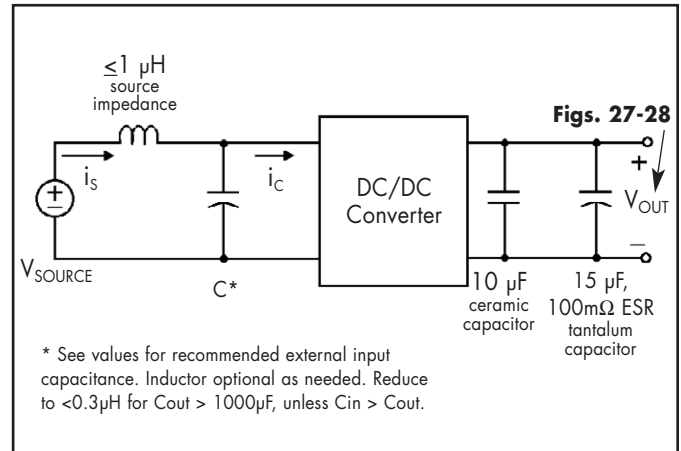 ≤1 µH
source
impedance
Figs. 27-28
+
iS
iC
DC/DC
Converter
VOUT
±
VSOURCE
C*
–
10 µF
ceramic
capacitor
15 µF,
100mΩ ESR
tantalum
capacitor
* See values for recommended external input
capacitance. Inductor optional as needed. Reduce
to <0.3µH for Cout > 1000µF, unless Cin > Cout.